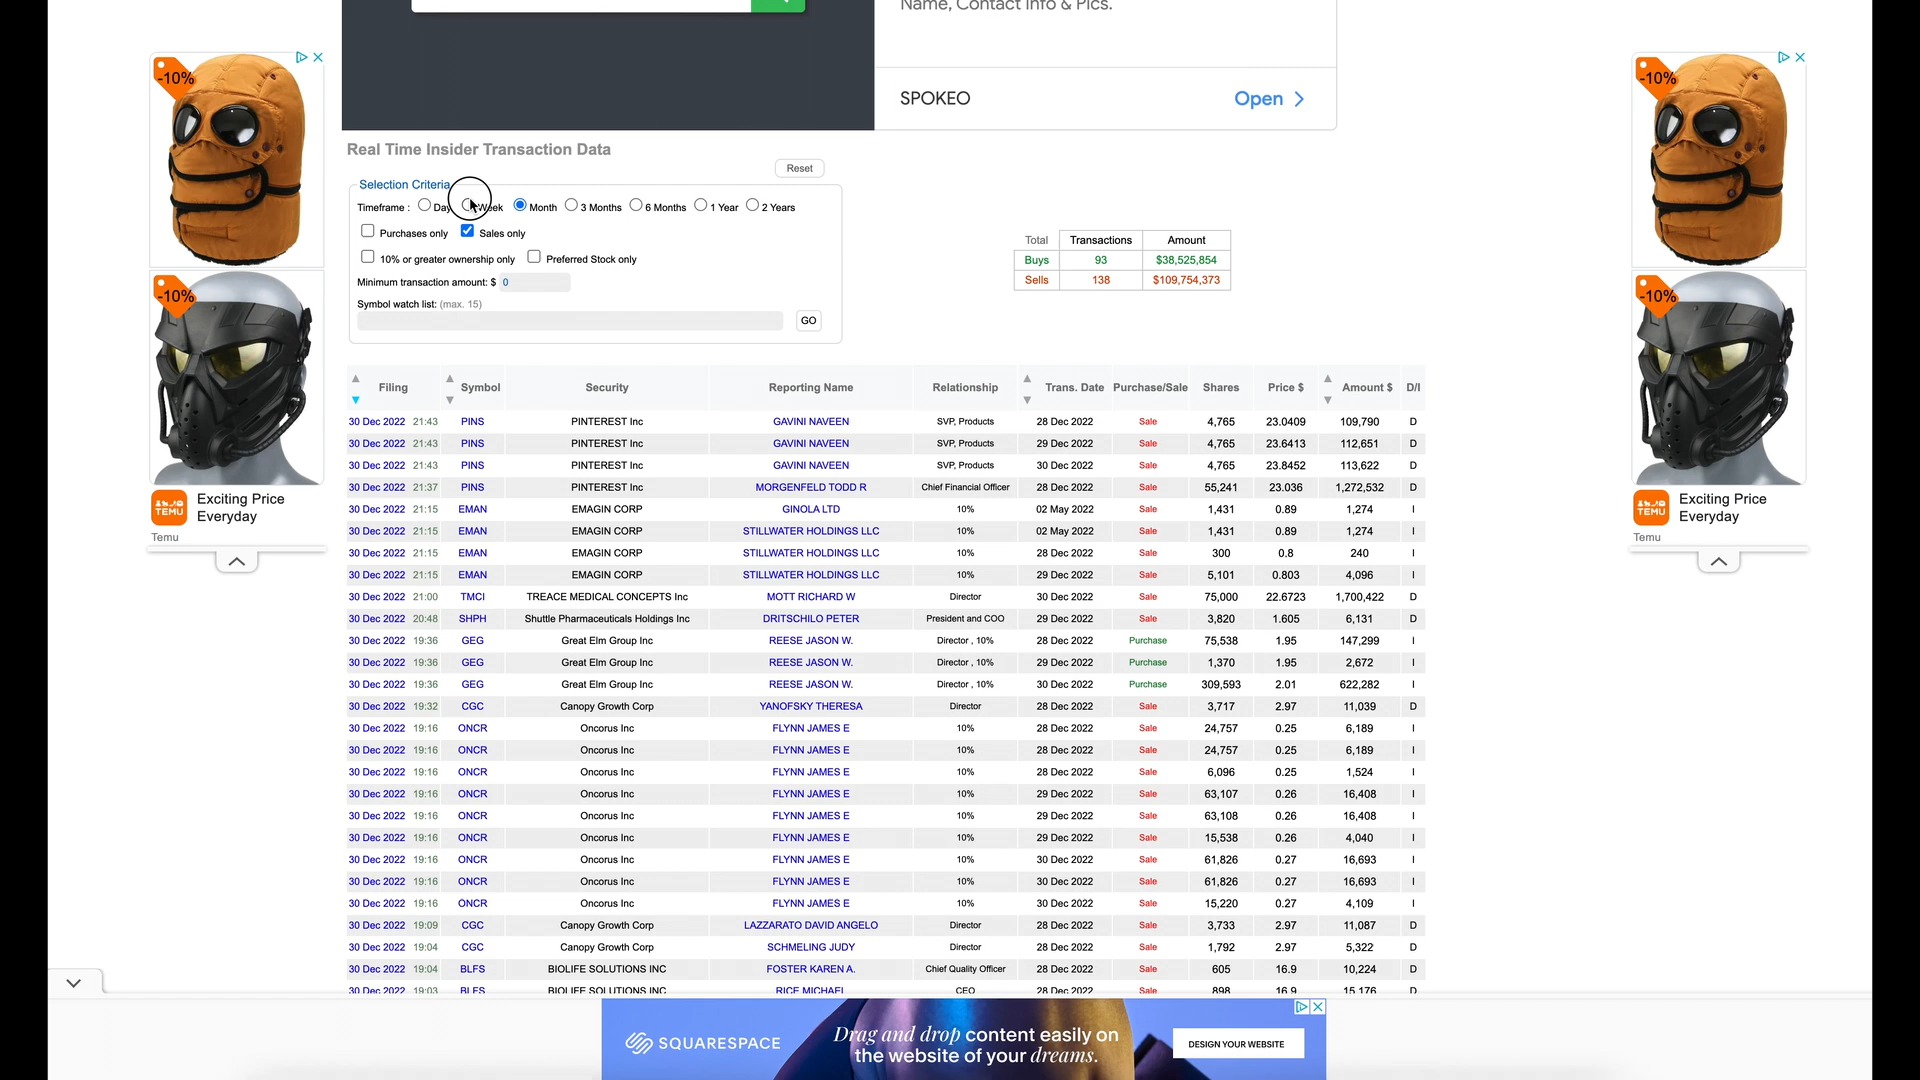 Name, Contact Info & Pics.
SPOKEO
Open
-10%
-10%
Exciting Price
Everyday
TEMU
Temu
-10%
-10%
Exciting Price
Everyday
TEMU
Temu
Real Time Insider Transaction Data
Reset
Selection Criteria
Timeframe : Day Week Month 3 Months 6 Months 1 Year 2 Years
Purchases only Sales only
10% or greater ownership only Preferred Stock only
Minimum transaction amount: $ 0
Symbol watch list: (max. 15)
GO
Total Transactions Amount
Buys 93 $38,525,854
Sells 138 $109,754,373
Filing Symbol Security Reporting Name Relationship Trans. Date Purchase/Sale Shares Price $ Amount $ D/I
30 Dec 2022 21:43 PINS PINTEREST Inc GAVINI NAVEEN SVP, Products 28 Dec 2022 Sale 4,765 23.0409 109,790 D
30 Dec 2022 21:43 PINS PINTEREST Inc GAVINI NAVEEN SVP, Products 29 Dec 2022 Sale 4,765 23.6413 112,651 D
30 Dec 2022 21:43 PINS PINTEREST Inc GAVINI NAVEEN SVP, Products 30 Dec 2022 Sale 4,765 23.8452 113,622 D
30 Dec 2022 21:37 PINS PINTEREST Inc MORGENFELD TODD R Chief Financial Officer 28 Dec 2022 Sale 55,241 23.036 1,272,532 D
30 Dec 2022 21:15 EMAN EMAGIN CORP GINOLA LTD 10% 02 May 2022 Sale 1,431 0.89 1,274 I
30 Dec 2022 21:15 EMAN EMAGIN CORP STILLWATER HOLDINGS LLC 10% 02 May 2022 Sale 1,431 0.89 1,274 I
30 Dec 2022 21:15 EMAN EMAGIN CORP STILLWATER HOLDINGS LLC 10% 28 Dec 2022 Sale 300 0.8 240 I
30 Dec 2022 21:15 EMAN EMAGIN CORP STILLWATER HOLDINGS LLC 10% 29 Dec 2022 Sale 5,101 0.803 4,096 I
30 Dec 2022 21:00 TMCI TREACE MEDICAL CONCEPTS Inc MOTT RICHARD W Director 30 Dec 2022 Sale 75,000 22.6723 1,700,422 D
30 Dec 2022 20:48 SHPH Shuttle Pharmaceuticals Holdings Inc DRITSCHILO PETER President and COO 29 Dec 2022 Sale 3,820 1.605 6,131 D
30 Dec 2022 19:36 GEG Great Elm Group Inc REESE JASON W. Director , 10% 28 Dec 2022 Purchase 75,538 1.95 147,299 I
30 Dec 2022 19:36 GEG Great Elm Group Inc REESE JASON W. Director , 10% 29 Dec 2022 Purchase 1,370 1.95 2,672 I
30 Dec 2022 19:36 GEG Great Elm Group Inc REESE JASON W. Director , 10% 30 Dec 2022 Purchase 309,593 2.01 622,282 I
30 Dec 2022 19:32 CGC Canopy Growth Corp YANOFSKY THERESA Director 28 Dec 2022 Sale 3,717 2.97 11,039 D
30 Dec 2022 19:16 ONCR Oncorus Inc FLYNN JAMES E 10% 28 Dec 2022 Sale 24,757 0.25 6,189 I
30 Dec 2022 19:16 ONCR Oncorus Inc FLYNN JAMES E 10% 28 Dec 2022 Sale 24,757 0.25 6,189 I
30 Dec 2022 19:16 ONCR Oncorus Inc FLYNN JAMES E 10% 28 Dec 2022 Sale 6,096 0.25 1,524 I
30 Dec 2022 19:16 ONCR Oncorus Inc FLYNN JAMES E 10% 29 Dec 2022 Sale 63,107 0.26 16,408 I
30 Dec 2022 19:16 ONCR Oncorus Inc FLYNN JAMES E 10% 29 Dec 2022 Sale 63,108 0.26 16,408 I
30 Dec 2022 19:16 ONCR Oncorus Inc FLYNN JAMES E 10% 29 Dec 2022 Sale 15,538 0.26 4,040 I
30 Dec 2022 19:16 ONCR Oncorus Inc FLYNN JAMES E 10% 30 Dec 2022 Sale 61,826 0.27 16,693 I
30 Dec 2022 19:16 ONCR Oncorus Inc FLYNN JAMES E 10% 30 Dec 2022 Sale 61,826 0.27 16,693 I
30 Dec 2022 19:16 ONCR Oncorus Inc FLYNN JAMES E 10% 30 Dec 2022 Sale 15,220 0.27 4,109 I
30 Dec 2022 19:09 CGC Canopy Growth Corp LAZZARATO DAVID ANGELO Director 28 Dec 2022 Sale 3,733 2.97 11,087 D
30 Dec 2022 19:04 CGC Canopy Growth Corp SCHMELING JUDY Director 28 Dec 2022 Sale 1,792 2.97 5,322 D
30 Dec 2022 19:04 BLFS BIOLIFE SOLUTIONS INC FOSTER KAREN A. Chief Quality Officer 28 Dec 2022 Sale 605 16.9 10,224 D
30 Dec 2022 19:03 BLFS BIOLIFE SOLUTIONS INC RICE MICHAEL CEO 28 Dec 2022 Sale 898 16.9 15,176 D
SQUARESPACE
Drag and drop content easily on
the website of your dreams.
DESIGN YOUR WEBSITE